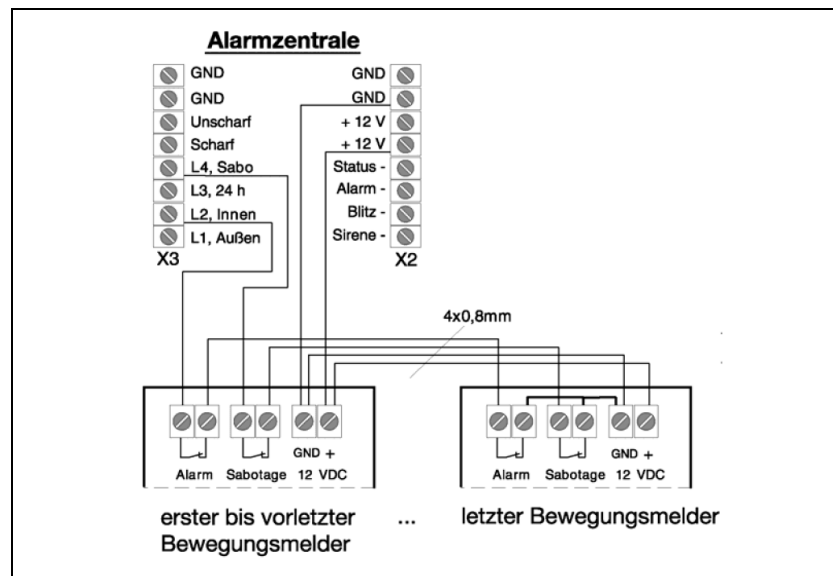 Alarmzentrale
GND
GND
Unscharf
Scharf
L4, Sabo
L3, 24 h
L2, Innen
L1, Außen
X3
GND
GND
+ 12 V
+ 12 V
Status -
Alarm -
Blitz -
Sirene -
X2
4x0,8mm
GND +
Alarm Sabotage 12 VDC
GND +
Alarm Sabotage 12 VDC
erster bis vorletzter
Bewegungsmelder
...
letzter Bewegungsmelder